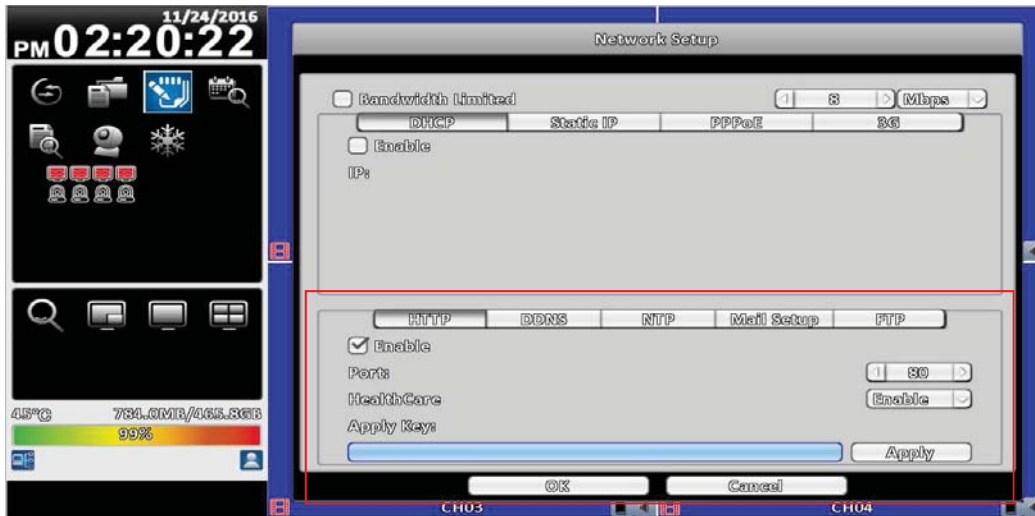 11/24/2016
PM 02:20:22
Network Setup
Bandwidth Limited 8 Mbps
DHCP Static IP PPPoE 3G
Enable
IP:
HTTP DDNS NTP Mail Setup FTP
Enable
Port: 80
HealthCare Enable
Apply Key:
Apply
OK Cancel
45°C 784.0MB/465.8GB
99%
CH03 CH04